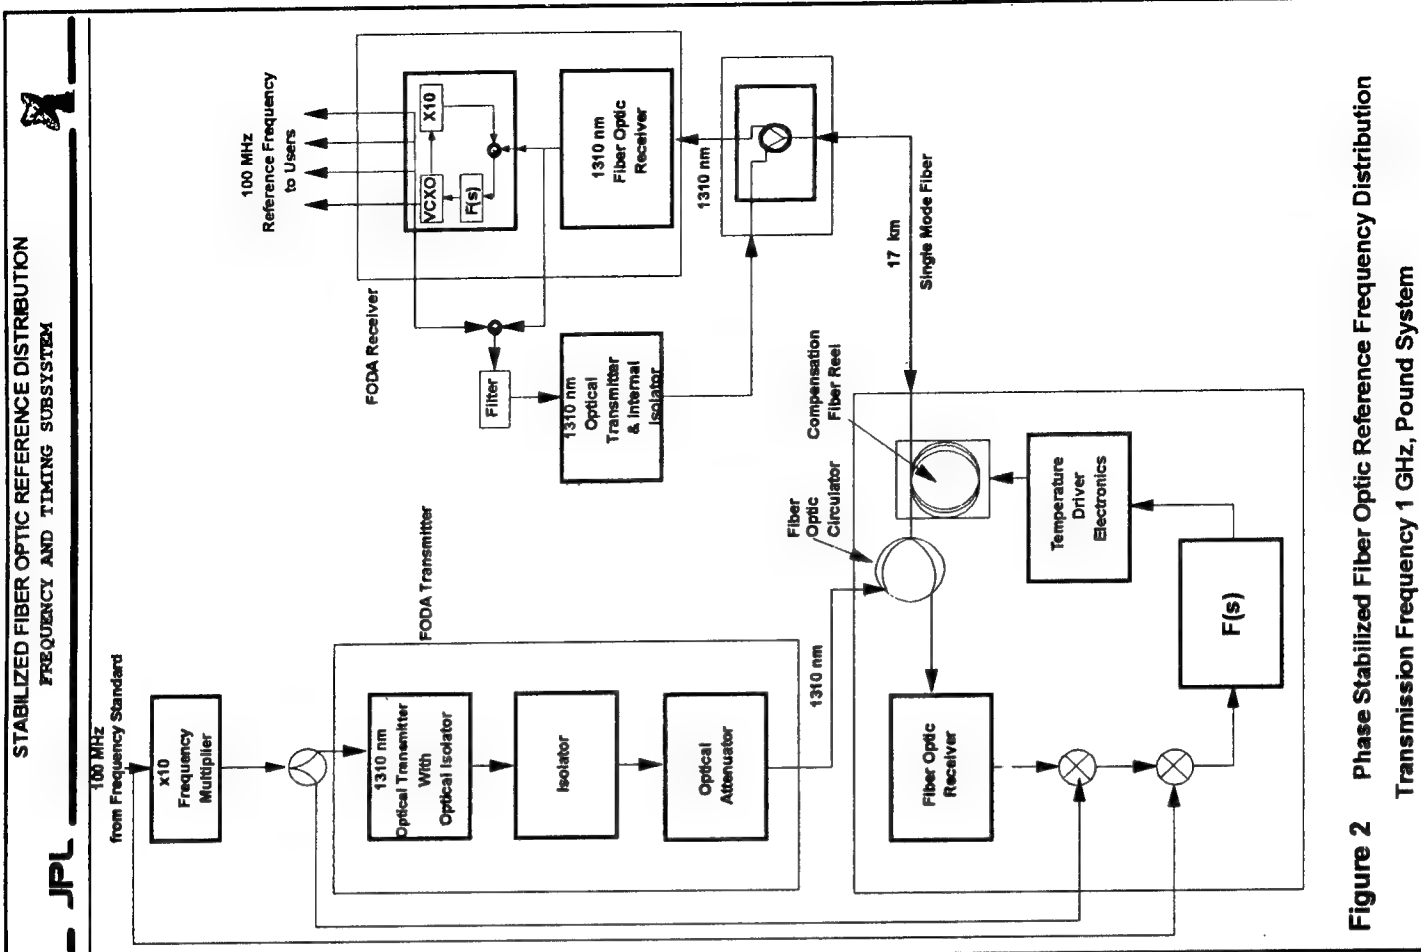 STABILIZED FIBER OPTIC REFERENCE DISTRIBUTION
FREQUENCY AND TIMING SUBSYSTEM
JPL
100 MHz
from Frequency Standard
x10
Frequency
Multiplier
FODA Transmitter
1310 nm
Optical Transmitter
With
Optical Isolator
Isolator
Optical
Attenuator
1310 nm
100 MHz
Reference Frequency
to Users
FODA Receiver
VCXO
X10
F(s)
1310 nm
Fiber Optic
Receiver
1310 nm
Filter
1310 nm
Optical
Transmitter
& Internal
Isolator
17 km
Single Mode Fiber
Fiber
Optic
Circulator
Compensation
Fiber Reel
Temperature
Driver
Electronics
Fiber Optic
Receiver
F(s)
Figure 2 Phase Stabilized Fiber Optic Reference Frequency Distribution
Transmission Frequency 1 GHz, Pound System